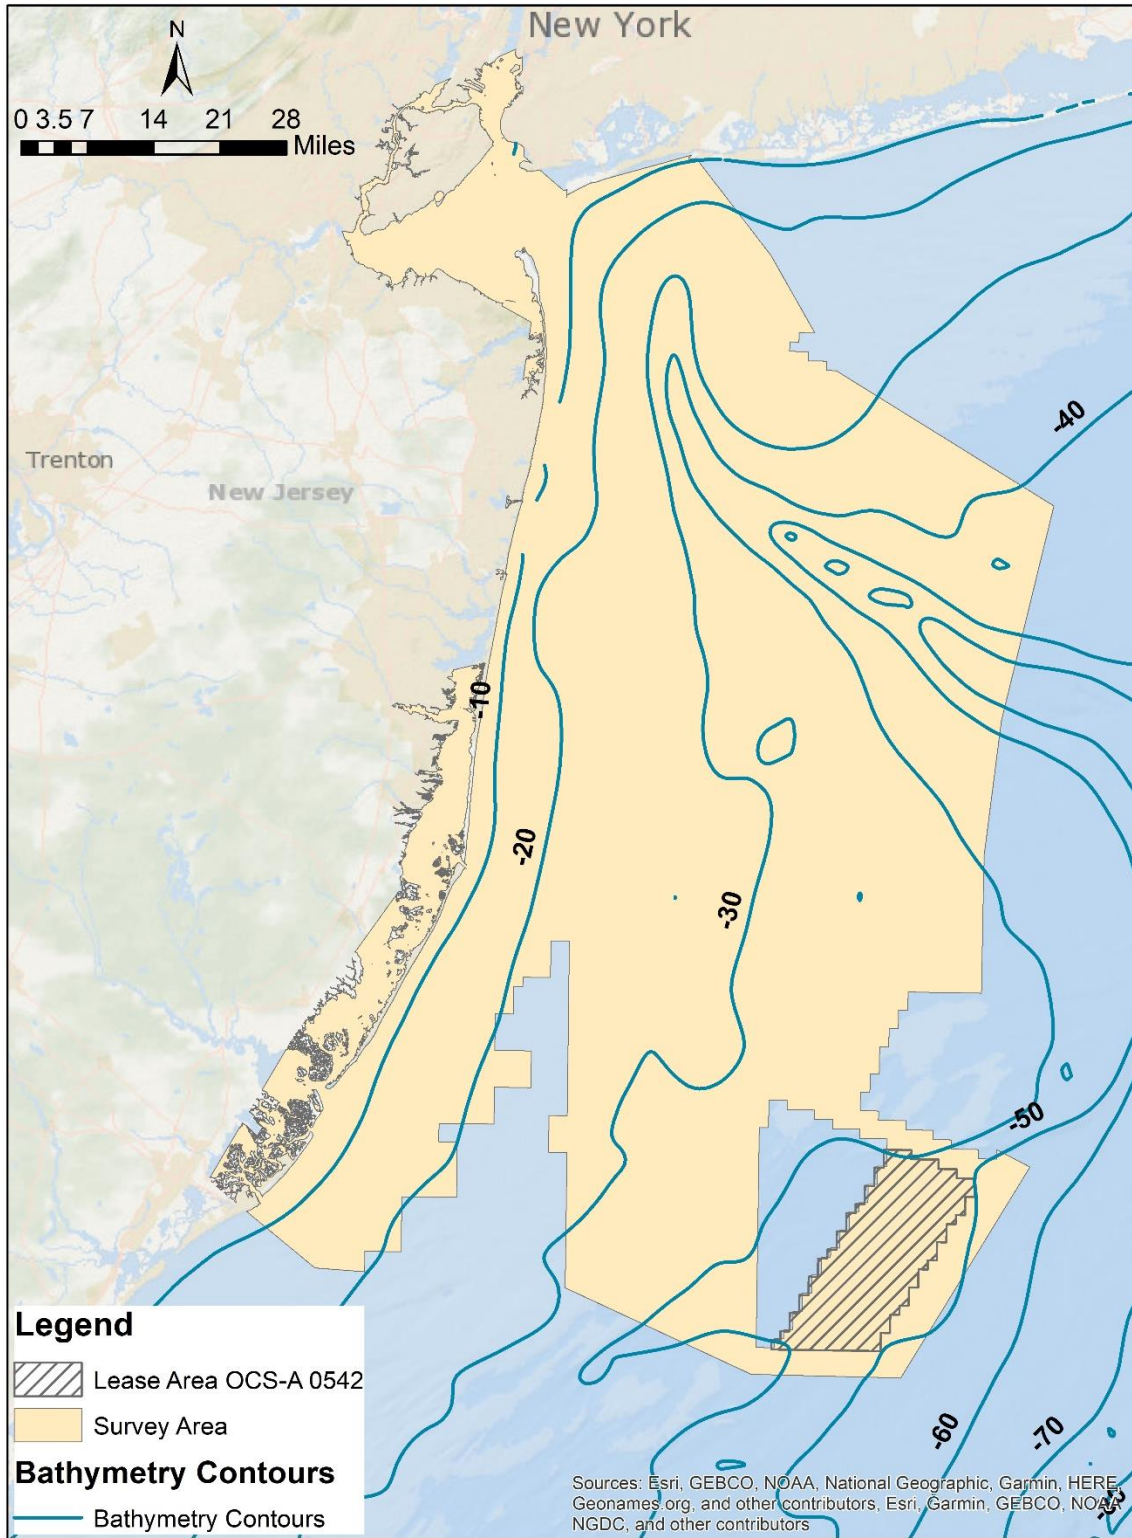 New York
N
0 3.5 7 14 21 28
Miles
-40
Trenton
New Jersey
-10
-20
-30
-50
-60
-70
Legend
Lease Area OCS-A 0542
Survey Area
Bathymetry Contours
Bathymetry Contours
Sources: Esri, GEBCO, NOAA, National Geographic, Garmin, HERE,
Geonames.org, and other contributors, Esri, Garmin, GEBCO, NOAA
NGDC, and other contributors